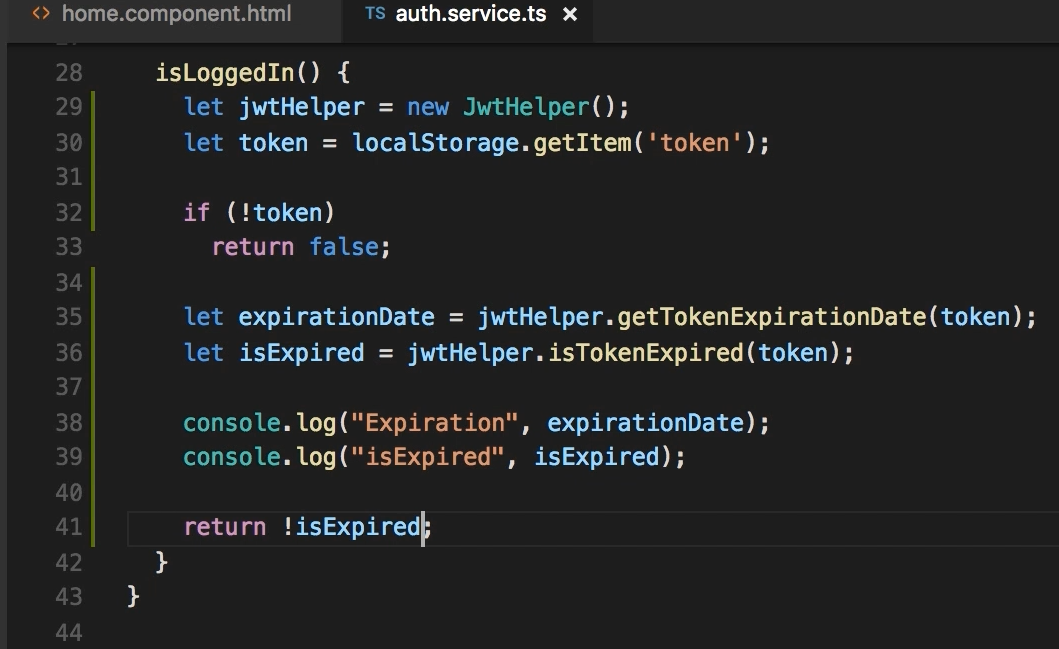 <> home.component.html TS auth.service.ts ×
28 isLoggedIn() {
29 let jwtHelper = new JwtHelper();
30 let token = localStorage.getItem('token');
31
32 if (!token)
33 return false;
34
35 let expirationDate = jwtHelper.getTokenExpirationDate(token);
36 let isExpired = jwtHelper.isTokenExpired(token);
37
38 console.log("Expiration", expirationDate);
39 console.log("isExpired", isExpired);
40
41 return !isExpired;
42 }
43 }
44